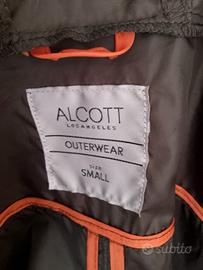 ALCOTT
LOS ANGELES
OUTERWEAR
SIZE
SMALL
subito